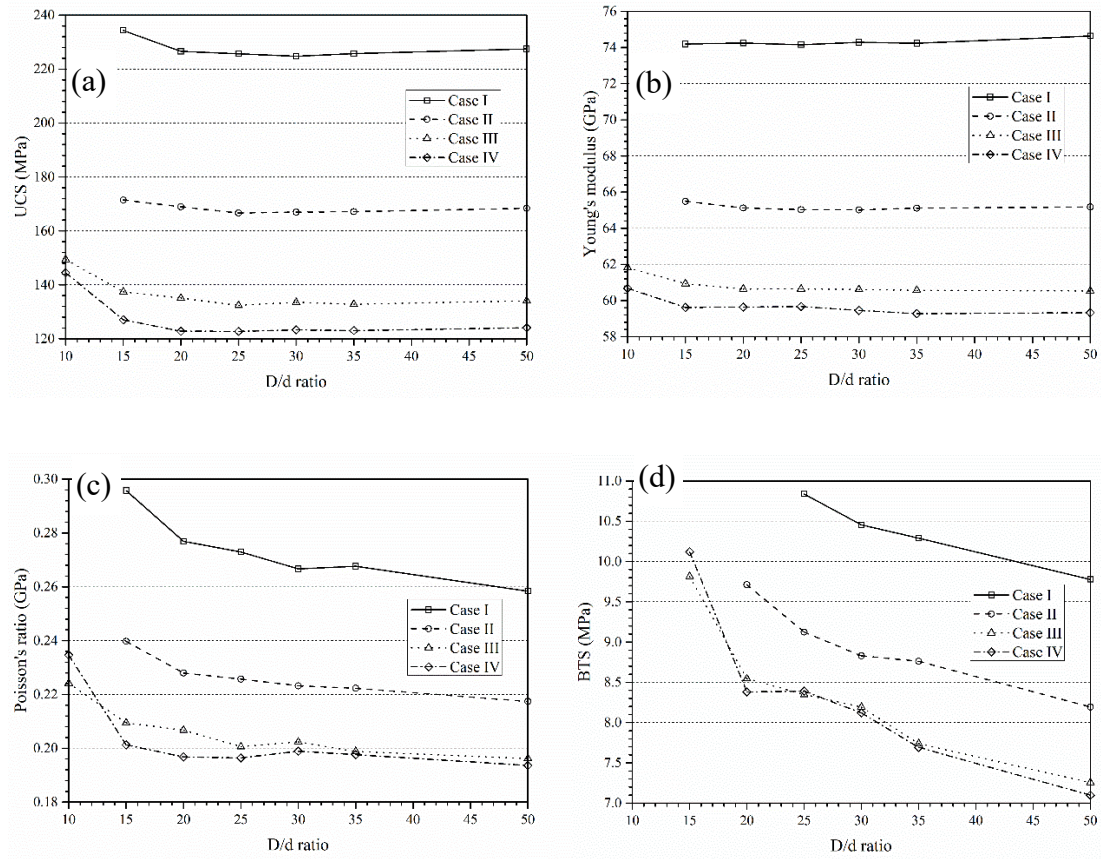 (a)
UCS (MPa)
240
220
200
180
160
140
120
10 15 20 25 30 35 40 45 50
D/d ratio
Case I
Case II
Case III
Case IV
(b)
Young's modulus (GPa)
76
74
72
70
68
66
64
62
60
58
10 15 20 25 30 35 40 45 50
D/d ratio
Case I
Case II
Case III
Case IV
(c)
Poisson's ratio (GPa)
0.30
0.28
0.26
0.24
0.22
0.20
0.18
10 15 20 25 30 35 40 45 50
D/d ratio
Case I
Case II
Case III
Case IV
(d)
BTS (MPa)
11.0
10.5
10.0
9.5
9.0
8.5
8.0
7.5
7.0
10 15 20 25 30 35 40 45 50
D/d ratio
Case I
Case II
Case III
Case IV